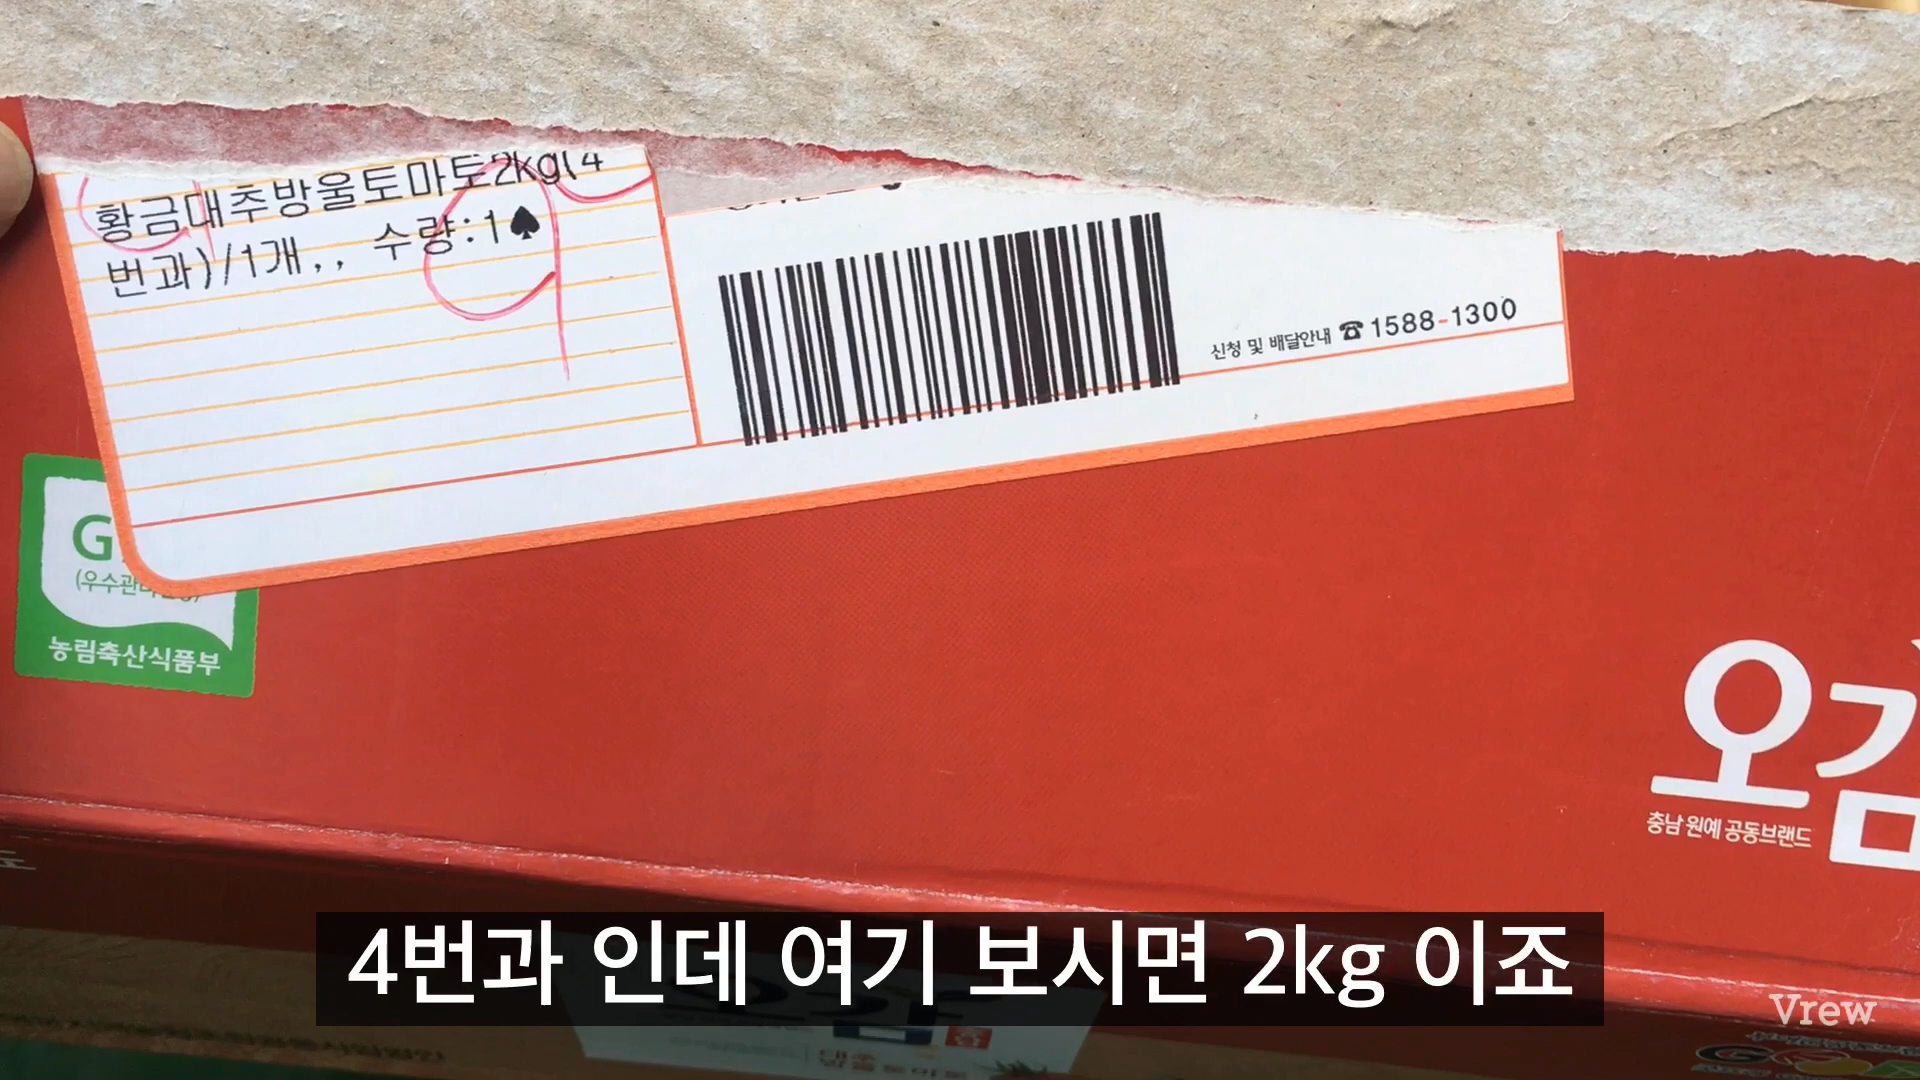 황금대추방울토마토2kg(4
번과)/1개,, 수량:1♠
신청 및 배달안내 ☎1588-1300
G
(우수관리인증)
농림축산식품부
오감
충남 원예 공동브랜드
4번과 인데 여기 보시면 2kg 이죠
Vrew